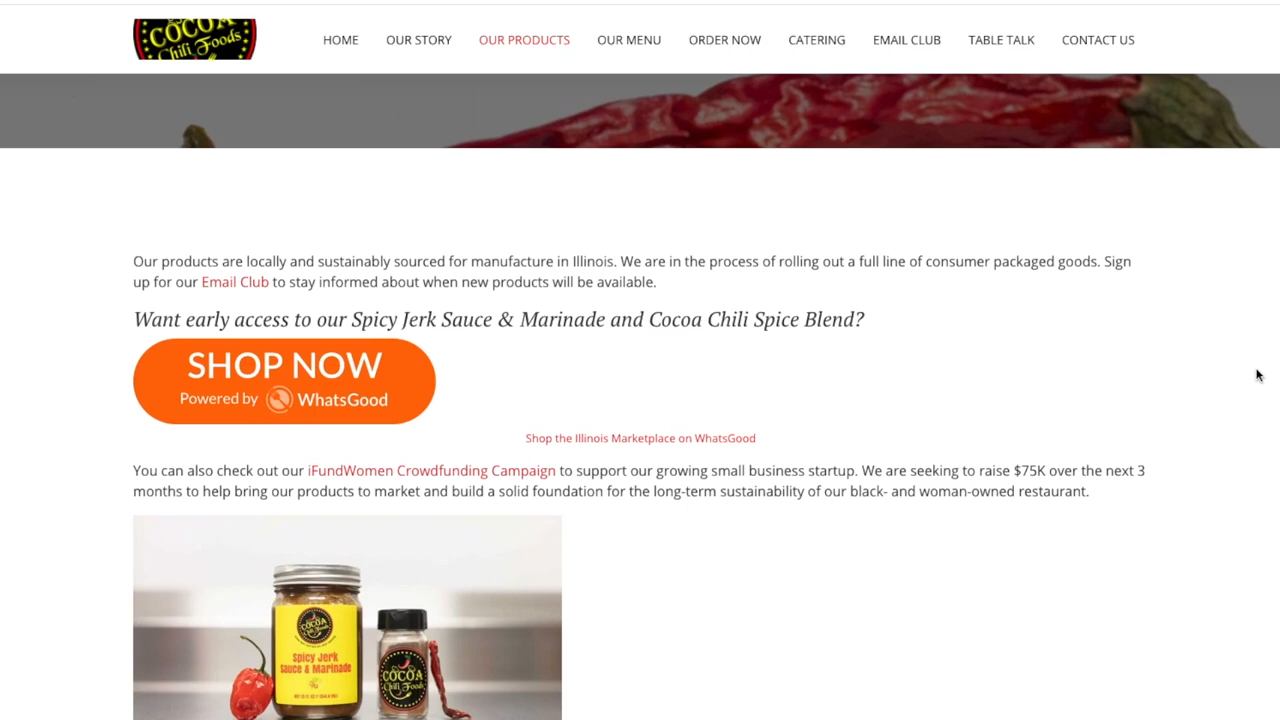 COCOA
Chili Foods
HOME OUR STORY OUR PRODUCTS OUR MENU ORDER NOW CATERING EMAIL CLUB TABLE TALK CONTACT US
Our products are locally and sustainably sourced for manufacture in Illinois. We are in the process of rolling out a full line of consumer packaged goods. Sign
up for our Email Club to stay informed about when new products will be available.
Want early access to our Spicy Jerk Sauce & Marinade and Cocoa Chili Spice Blend?
SHOP NOW
Powered by WhatsGood
Shop the Illinois Marketplace on WhatsGood
You can also check out our iFundWomen Crowdfunding Campaign to support our growing small business startup. We are seeking to raise $75K over the next 3
months to help bring our products to market and build a solid foundation for the long-term sustainability of our black- and woman-owned restaurant.
COCOA
Chili Foods
Spicy Jerk
Sauce & Marinade
COCOA
Chili Foods